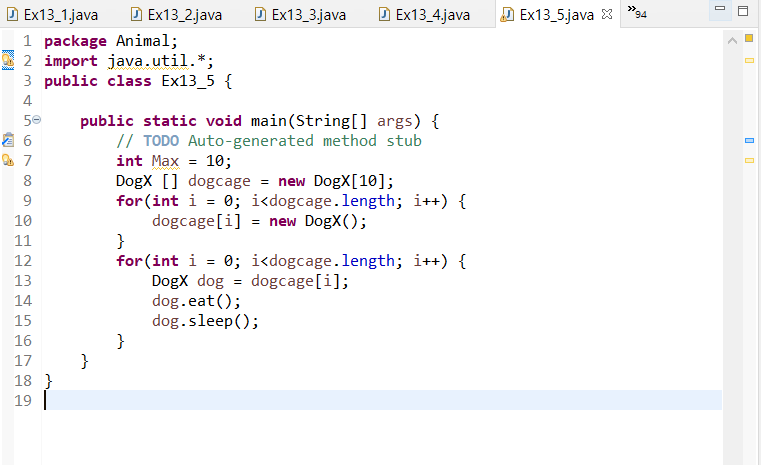 Ex13_1.java Ex13_2.java Ex13_3.java Ex13_4.java Ex13_5.java »94
1 package Animal;
2 import java.util.*;
3 public class Ex13_5 {
4
5 public static void main(String[] args) {
6 // TODO Auto-generated method stub
7 int Max = 10;
8 DogX [] dogcage = new DogX[10];
9 for(int i = 0; i<dogcage.length; i++) {
10 dogcage[i] = new DogX();
11 }
12 for(int i = 0; i<dogcage.length; i++) {
13 DogX dog = dogcage[i];
14 dog.eat();
15 dog.sleep();
16 }
17 }
18 }
19